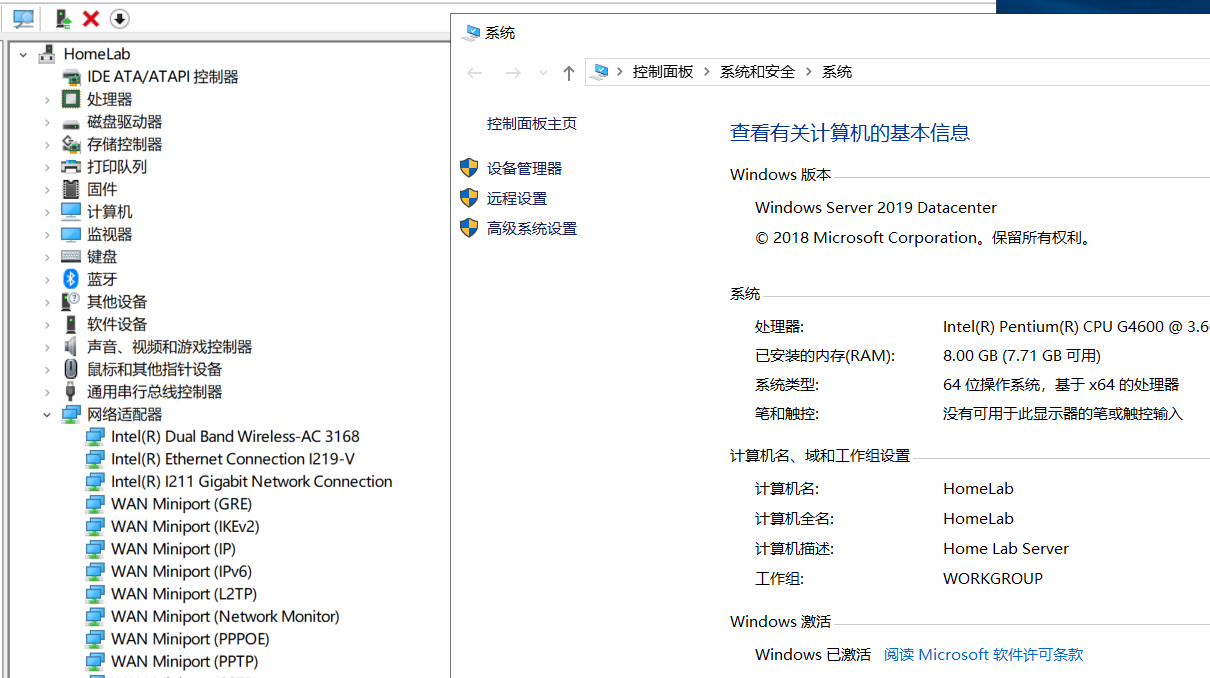 HomeLab
IDE ATA/ATAPI 控制器
处理器
磁盘驱动器
存储控制器
打印队列
固件
计算机
监视器
键盘
蓝牙
其他设备
软件设备
声音、视频和游戏控制器
鼠标和其他指针设备
通用串行总线控制器
网络适配器
Intel(R) Dual Band Wireless-AC 3168
Intel(R) Ethernet Connection I219-V
Intel(R) I211 Gigabit Network Connection
WAN Miniport (GRE)
WAN Miniport (IKEv2)
WAN Miniport (IP)
WAN Miniport (IPv6)
WAN Miniport (L2TP)
WAN Miniport (Network Monitor)
WAN Miniport (PPPOE)
WAN Miniport (PPTP)
系统
控制面板 > 系统和安全 > 系统
控制面板主页
设备管理器
远程设置
高级系统设置
查看有关计算机的基本信息
Windows 版本
Windows Server 2019 Datacenter
© 2018 Microsoft Corporation。保留所有权利。
系统
处理器: Intel(R) Pentium(R) CPU G4600 @ 3.6
已安装的内存(RAM): 8.00 GB (7.71 GB 可用)
系统类型: 64 位操作系统，基于 x64 的处理器
笔和触控: 没有可用于此显示器的笔或触控输入
计算机名、域和工作组设置
计算机名: HomeLab
计算机全名: HomeLab
计算机描述: Home Lab Server
工作组: WORKGROUP
Windows 激活
Windows 已激活 阅读 Microsoft 软件许可条款